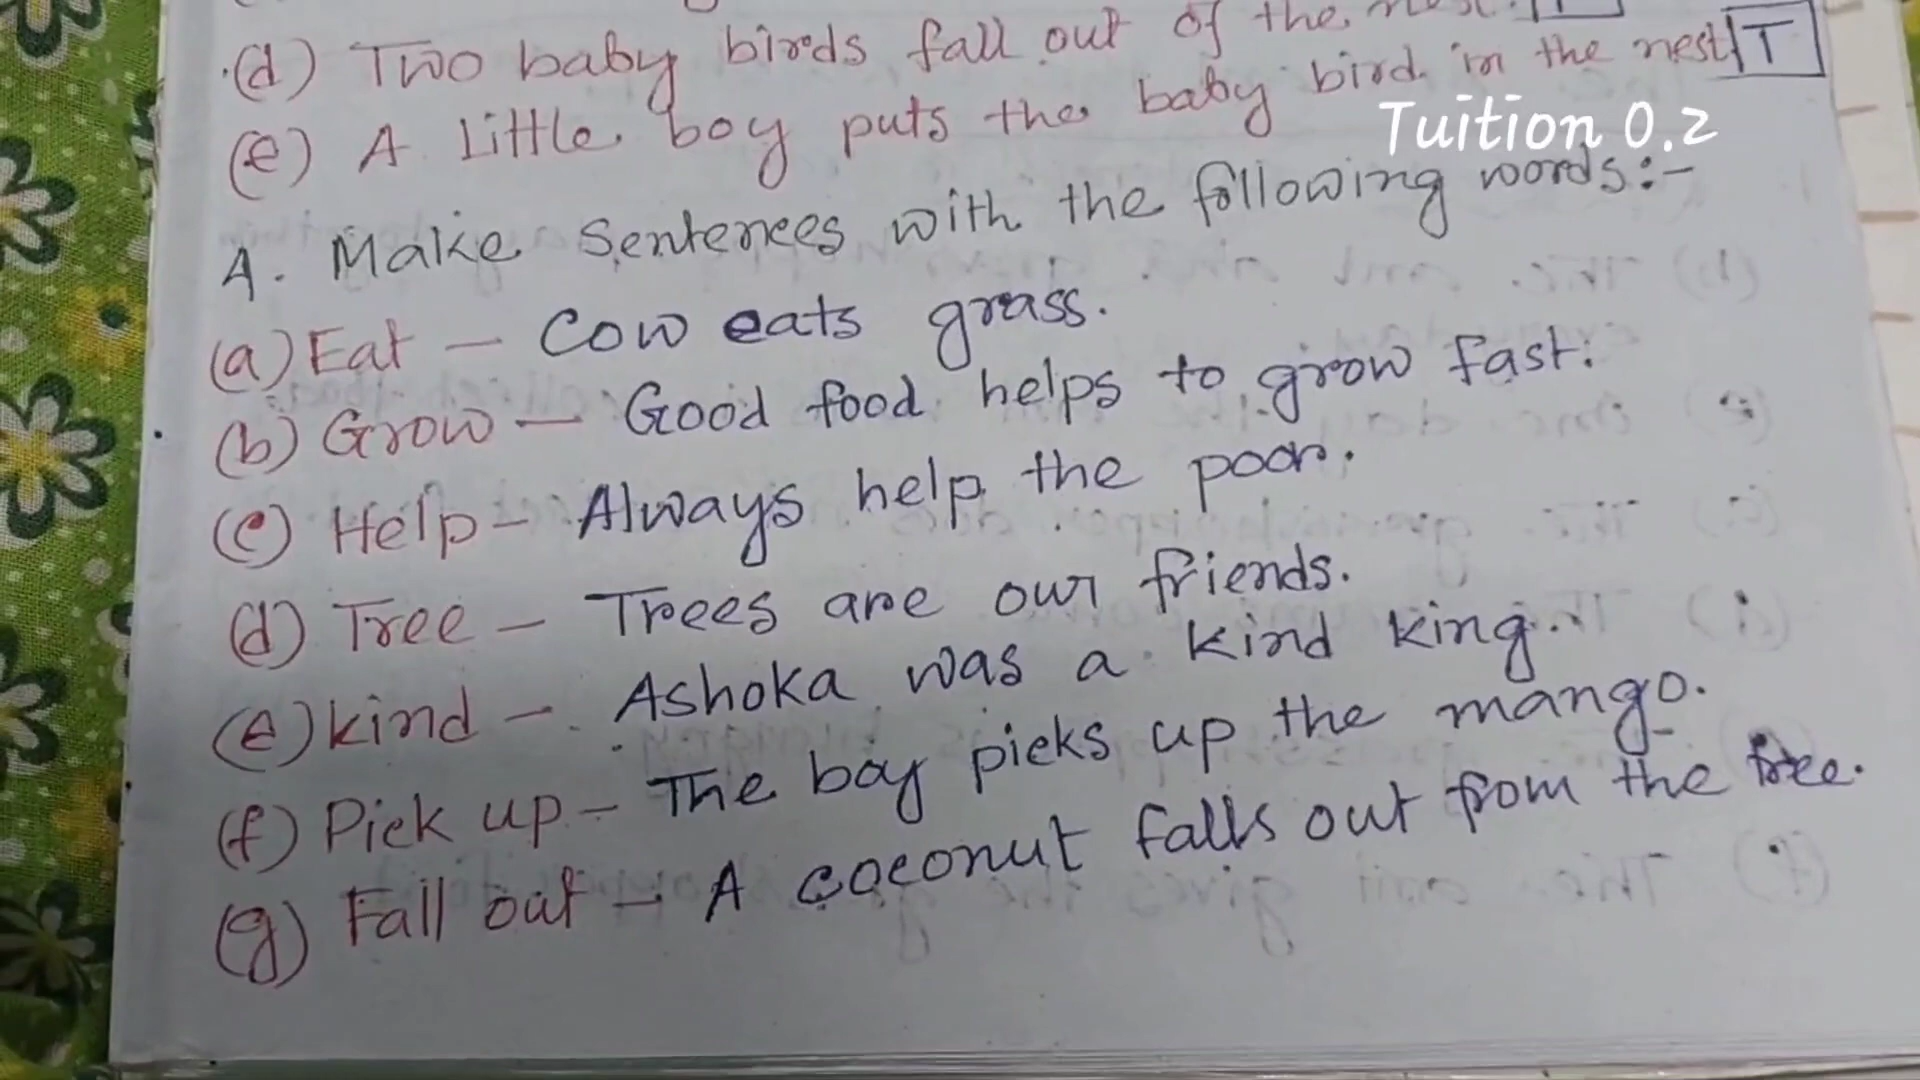 (d) Two baby birds fall out of the nest.
(e) A Little boy puts the baby bird in the nest T
Tuition 0.2
4. Make Sentences with the following words:-
(a) Eat - Cow eats grass.
(b) Grow - Good food helps to grow fast.
(c) Help - Always help the poor.
(d) Tree - Trees are our friends.
(e) kind - Ashoka was a kind king.
(f) Pick up - The boy picks up the mango.
(g) Fall out - A coconut falls out from the tree.